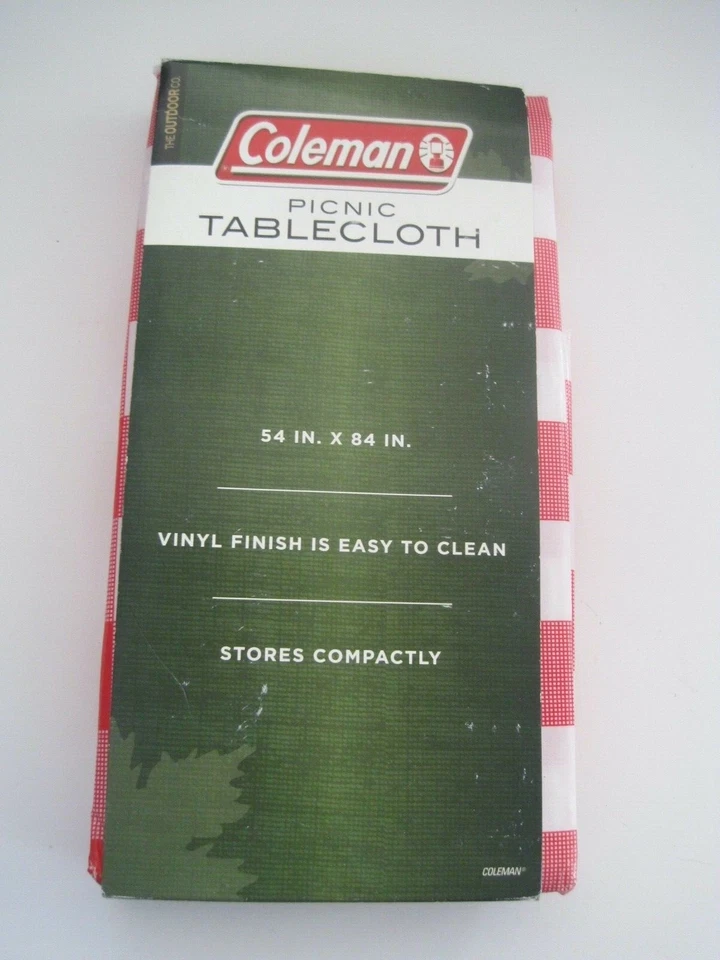 THE OUTDOOR CO.
Coleman
PICNIC
TABLECLOTH
54 IN. X 84 IN.
VINYL FINISH IS EASY TO CLEAN
STORES COMPACTLY
COLEMAN®